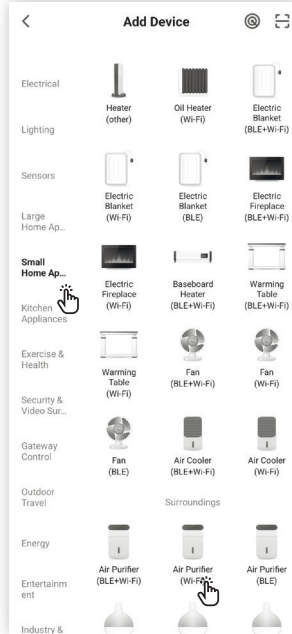 Add Device
Electrical
Lighting
Sensors
Large
Home Ap...
Small
Home Ap...
Kitchen
Appliances
Exercise &
Health
Security &
Video Sur...
Gateway
Control
Outdoor
Travel
Energy
Entertainm
ent
Industry &
Heater
(other)
Oil Heater
(Wi-Fi)
Electric
Blanket
(BLE+Wi-Fi)
Electric
Blanket
(Wi-Fi)
Electric
Blanket
(BLE)
Electric
Fireplace
(BLE+Wi-Fi)
Electric
Fireplace
(Wi-Fi)
Baseboard
Heater
(BLE+Wi-Fi)
Warming
Table
(BLE+Wi-Fi)
Warming
Table
(Wi-Fi)
Fan
(BLE+Wi-Fi)
Fan
(Wi-Fi)
Fan
(BLE)
Air Cooler
(BLE+Wi-Fi)
Air Cooler
(Wi-Fi)
Surroundings
Air Purifier
(BLE+Wi-Fi)
Air Purifier
(Wi-Fi)
Air Purifier
(BLE)